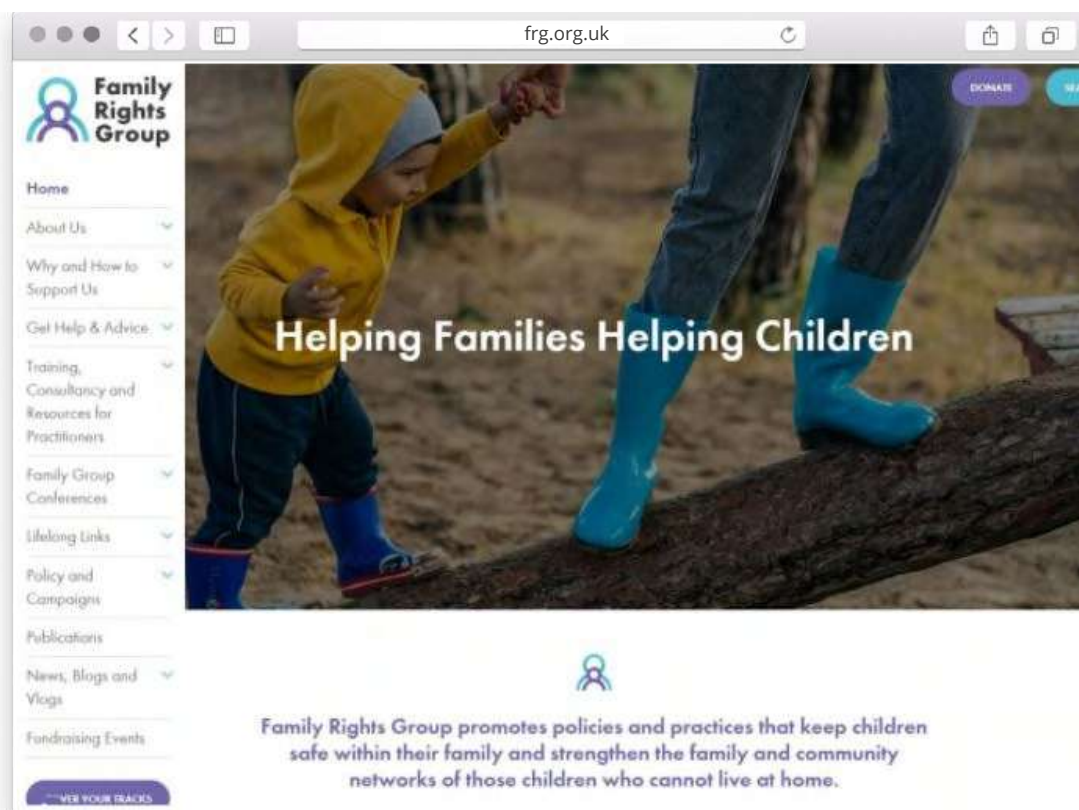 frg.org.uk
Family
Rights
Group
DONATE
Home
About Us
Why and How to
Support Us
Get Help & Advice
Training,
Consultancy and
Resources for
Practitioners
Family Group
Conferences
Lifelong Links
Policy and
Campaigns
Publications
News, Blogs and
Vlogs
Fundraising Events
VER YOUR TRACKS
Helping Families Helping Children
Family Rights Group promotes policies and practices that keep children
safe within their family and strengthen the family and community
networks of those children who cannot live at home.